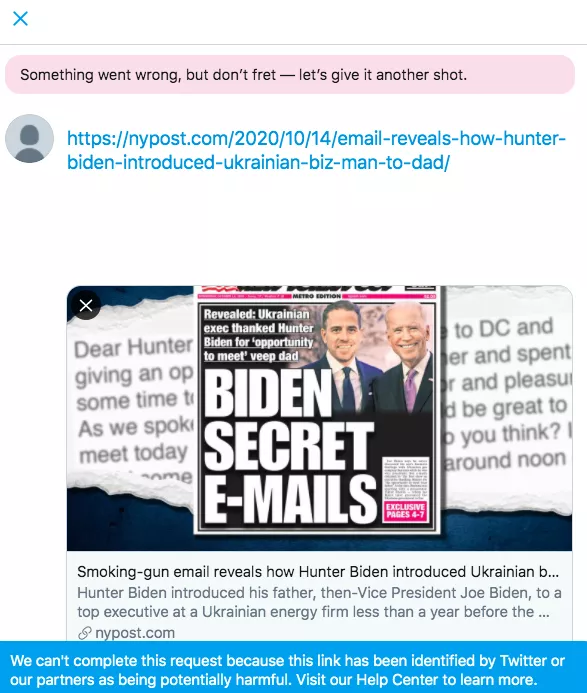 Something went wrong, but don't fret — let's give it another shot.
https://nypost.com/2020/10/14/email-reveals-how-hunter-
biden-introduced-ukrainian-biz-man-to-dad/
METRO EDITION
Revealed: Ukrainian
exec thanked Hunter
Biden for 'opportunity
to meet' veep dad
BIDEN
SECRET
E-MAILS
EXCLUSIVE
PAGES 4-7
Dear Hunter
giving an op
some time t
As we spok
meet today
ome
to DC and
er and spent
or and pleasu
d be great to
o you think? I
around noon
Smoking-gun email reveals how Hunter Biden introduced Ukrainian b...
Hunter Biden introduced his father, then-Vice President Joe Biden, to a
top executive at a Ukrainian energy firm less than a year before the ...
nypost.com
We can't complete this request because this link has been identified by Twitter or
our partners as being potentially harmful. Visit our Help Center to learn more.